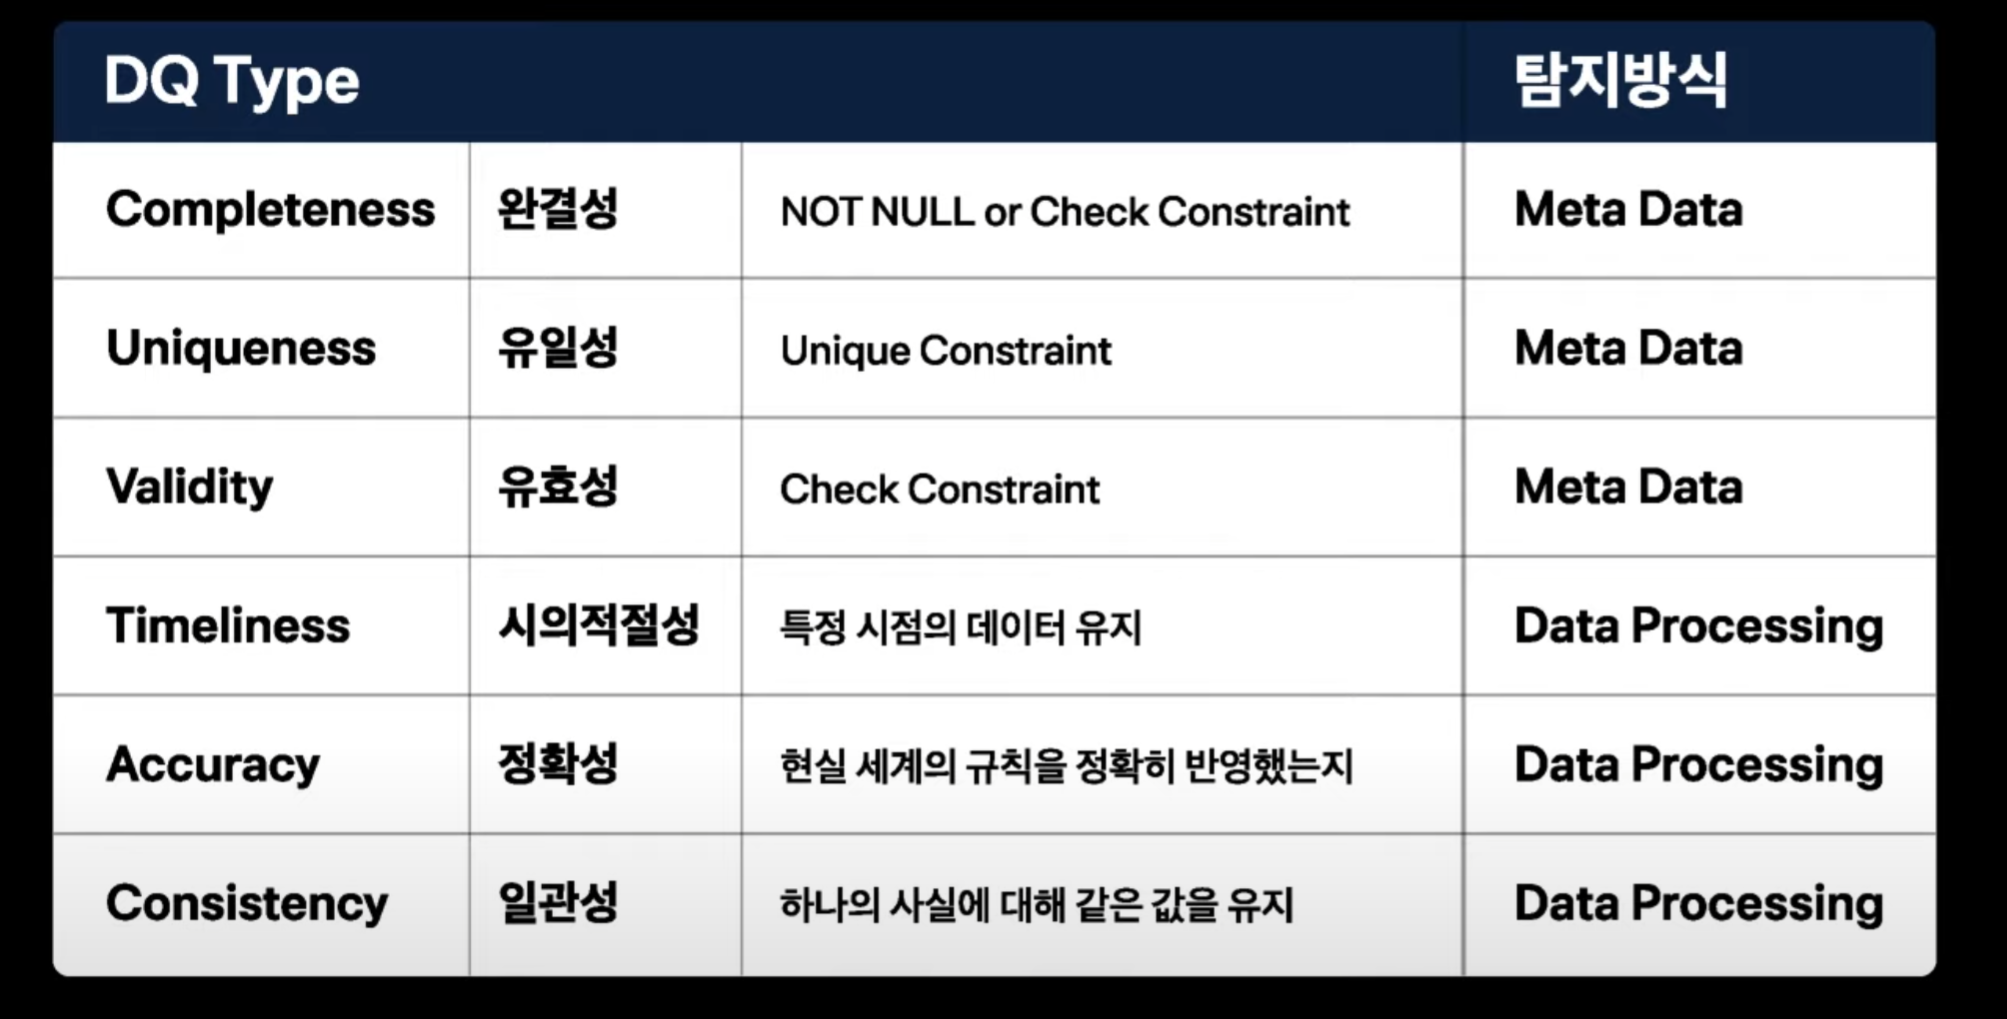 DQ Type 탐지방식
Completeness 완결성 NOT NULL or Check Constraint Meta Data
Uniqueness 유일성 Unique Constraint Meta Data
Validity 유효성 Check Constraint Meta Data
Timeliness 시의적절성 특정 시점의 데이터 유지 Data Processing
Accuracy 정확성 현실 세계의 규칙을 정확히 반영했는지 Data Processing
Consistency 일관성 하나의 사실에 대해 같은 값을 유지 Data Processing